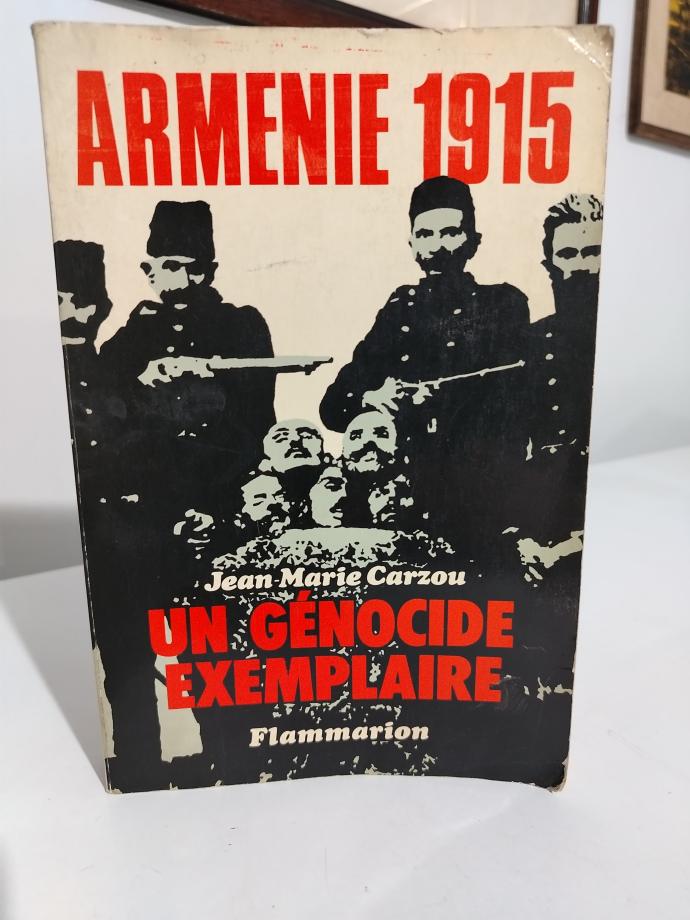 ARMENIE 1915
Jean-Marie Carzou
UN GÉNOCIDE
EXEMPLAIRE
Flammarion